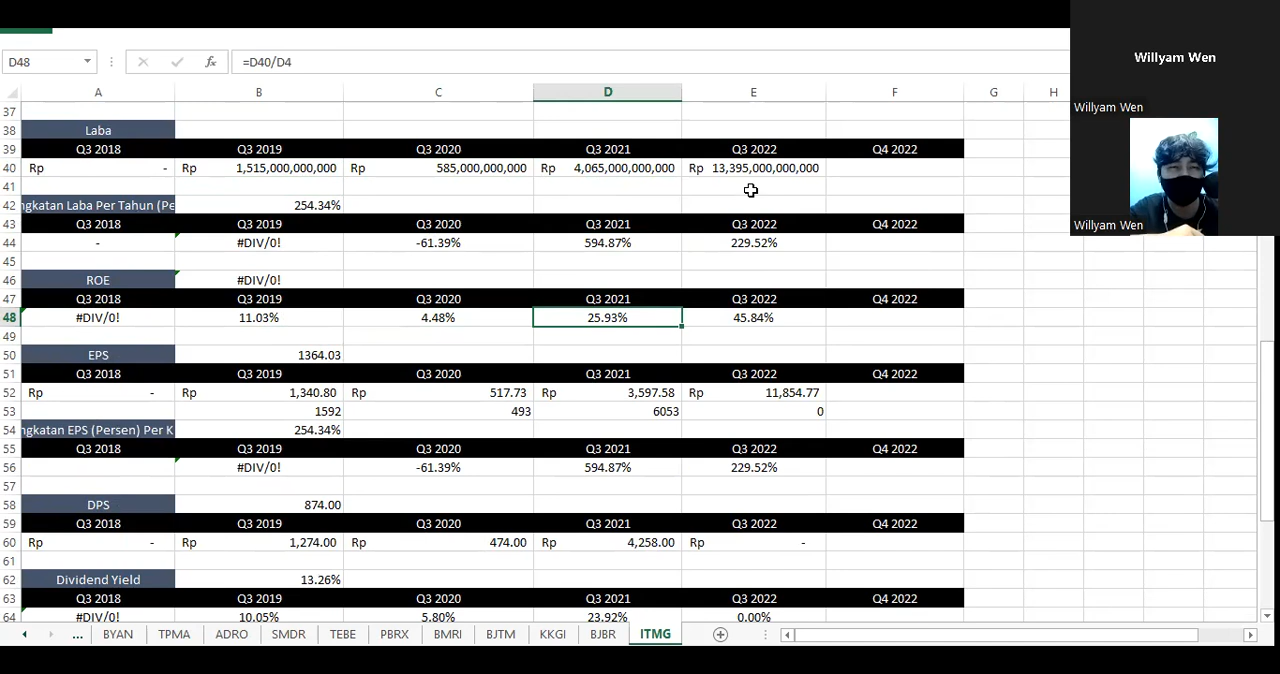 Willyam Wen
Willyam Wen
Willyam Wen
D48 fx =D40/D4
A B C D E F G H
37
38 Laba
39 Q3 2018 Q3 2019 Q3 2020 Q3 2021 Q3 2022 Q4 2022
40 Rp - Rp 1,515,000,000,000 Rp 585,000,000,000 Rp 4,065,000,000,000 Rp 13,395,000,000,000
41
42 ngkatan Laba Per Tahun (Pe 254.34%
43 Q3 2018 Q3 2019 Q3 2020 Q3 2021 Q3 2022 Q4 2022
44 - #DIV/0! -61.39% 594.87% 229.52%
45
46 ROE #DIV/0!
47 Q3 2018 Q3 2019 Q3 2020 Q3 2021 Q3 2022 Q4 2022
48 #DIV/0! 11.03% 4.48% 25.93% 45.84%
49
50 EPS 1364.03
51 Q3 2018 Q3 2019 Q3 2020 Q3 2021 Q3 2022 Q4 2022
52 Rp - Rp 1,340.80 Rp 517.73 Rp 3,597.58 Rp 11,854.77
53 1592 493 6053 0
54 ngkatan EPS (Persen) Per K 254.34%
55 Q3 2018 Q3 2019 Q3 2020 Q3 2021 Q3 2022 Q4 2022
56 #DIV/0! -61.39% 594.87% 229.52%
57
58 DPS 874.00
59 Q3 2018 Q3 2019 Q3 2020 Q3 2021 Q3 2022 Q4 2022
60 Rp - Rp 1,274.00 Rp 474.00 Rp 4,258.00 Rp -
61
62 Dividend Yield 13.26%
63 Q3 2018 Q3 2019 Q3 2020 Q3 2021 Q3 2022 Q4 2022
64 #DIV/0! 10.05% 5.80% 23.92% 0.00%
... BYAN TPMA ADRO SMDR TEBE PBRX BMRI BJTM KKGI BJBR ITMG